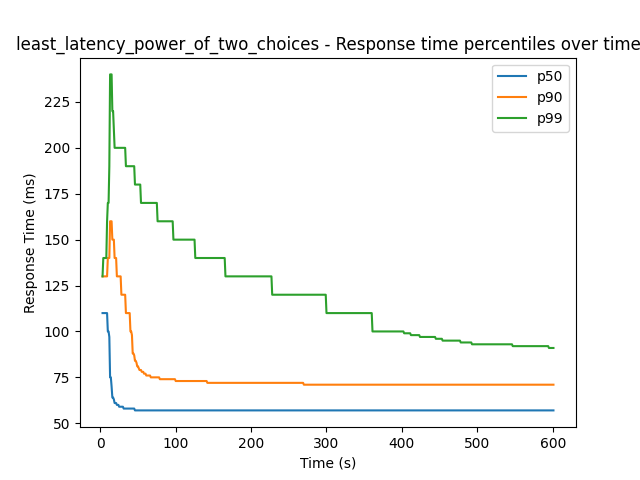 least_latency_power_of_two_choices - Response time percentiles over time
p50
p90
p99
Response Time (ms)
225
200
175
150
125
100
75
50
0 100 200 300 400 500 600
Time (s)